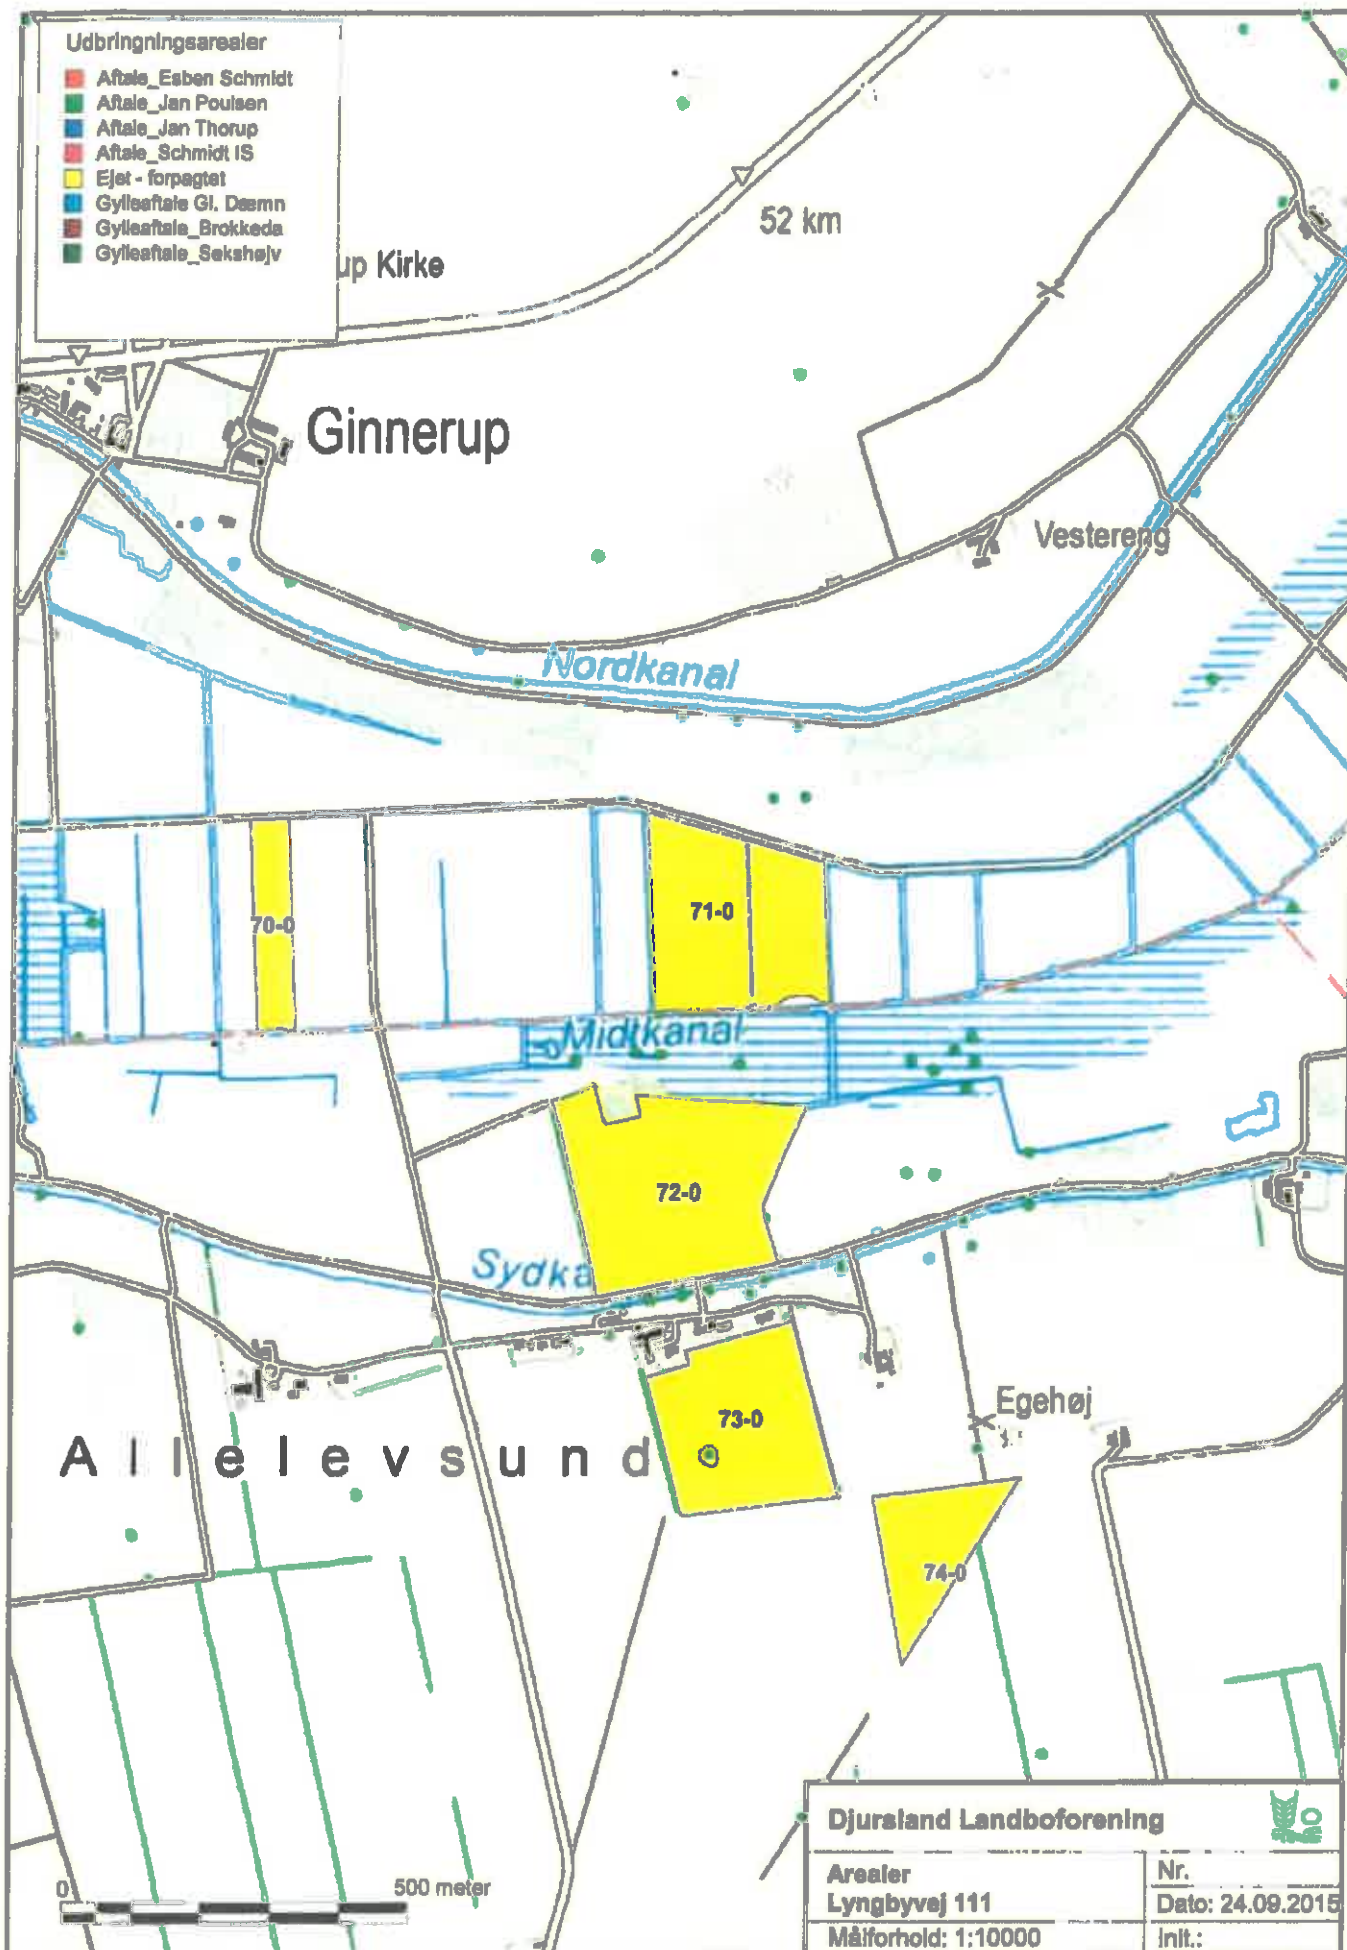 Udbringningsarealer
Aftale_Esben Schmidt
Aftale_Jan Poulsen
Aftale_Jan Thorup
Aftale_Schmidt IS
Ejet - forpagtet
Gylleaftale Gl. Dæmn
Gylleaftale_Brokkeda
Gylleaftale_Sekshøjv
up Kirke
52 km
Ginnerup
Vestereng
Nordkanal
70-0
71-0
Midtkanal
72-0
Sydka
73-0
Egehøj
Allelevsund
74-0
0
500 meter
Djursland Landboforening
Arealer
Lyngbyvej 111
Nr.
Dato: 24.09.2015
Målforhold: 1:10000
Init.: